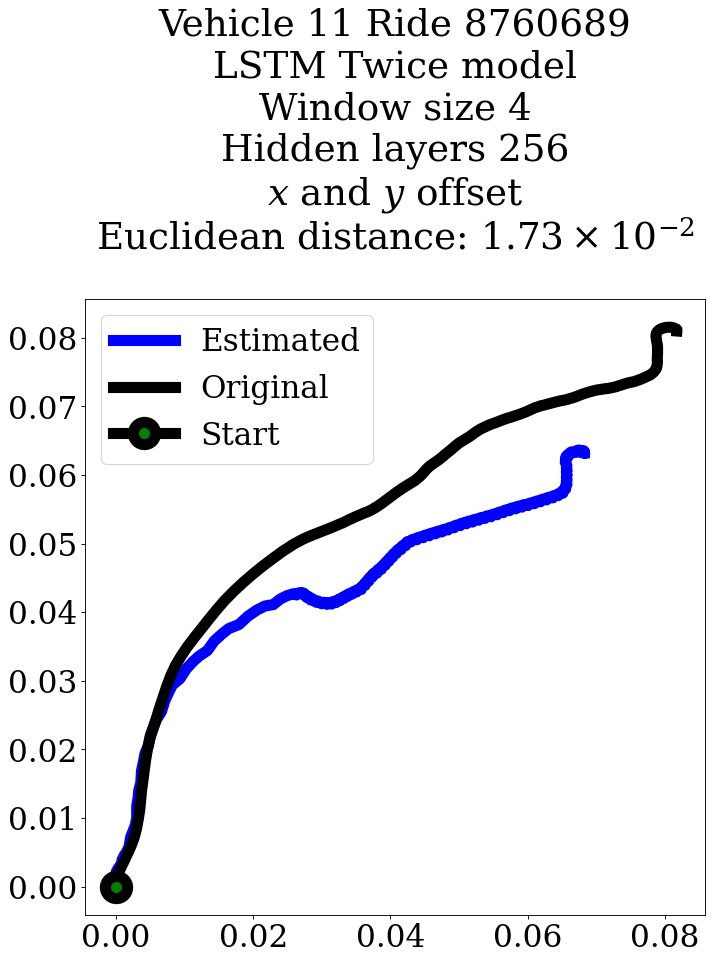 Vehicle 11 Ride 8760689
LSTM Twice model
Window size 4
Hidden layers 256
x and y offset
Euclidean distance: 1.73 × 10⁻²
Estimated
Original
Start
0.08
0.07
0.06
0.05
0.04
0.03
0.02
0.01
0.00
0.00 0.02 0.04 0.06 0.08